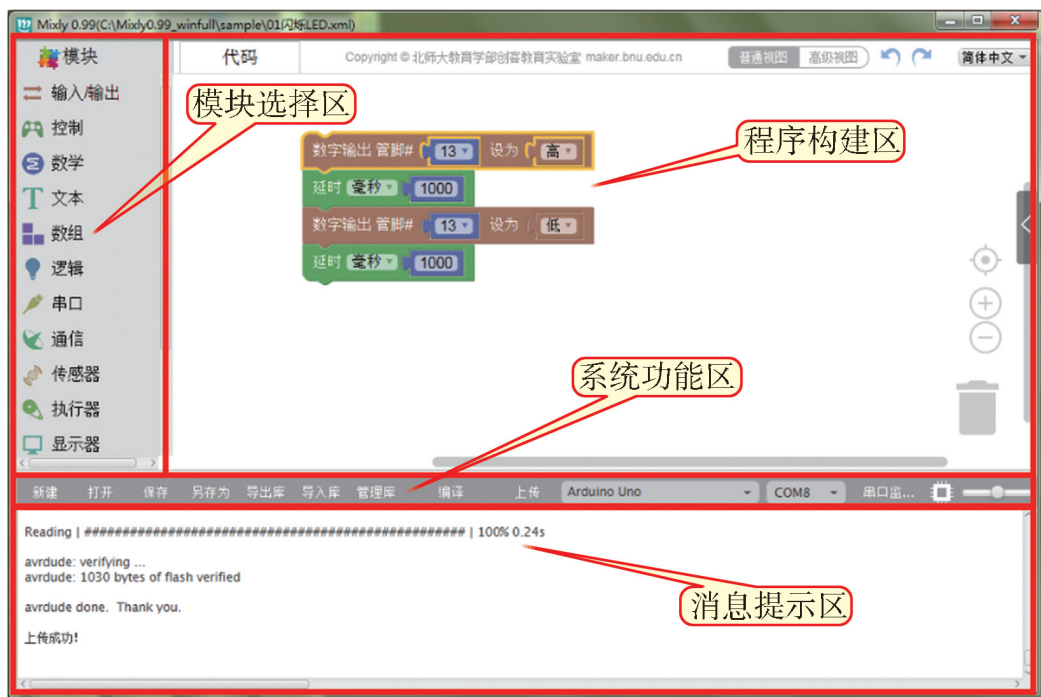 Mixly 0.99(C:\Mixly0.99_winfull\sample\01闪烁LED.xml)
模块
代码
Copyright © 北师大教育学部创客教育实验室 maker.bnu.edu.cn
普通视图 高级视图
简体中文
输入/输出
控制
数学
文本
数组
逻辑
串口
通信
传感器
执行器
显示器
模块选择区
程序构建区
数字输出 管脚# 13 设为 高
延时 毫秒 1000
数字输出 管脚# 13 设为 低
延时 毫秒 1000
系统功能区
新建 打开 保存 另存为 导出库 导入库 管理库 编译 上传 Arduino Uno COM8 串口监...
Reading | ################################################## | 100% 0.24s
avrdude: verifying ...
avrdude: 1030 bytes of flash verified
avrdude done. Thank you.
上传成功!
消息提示区